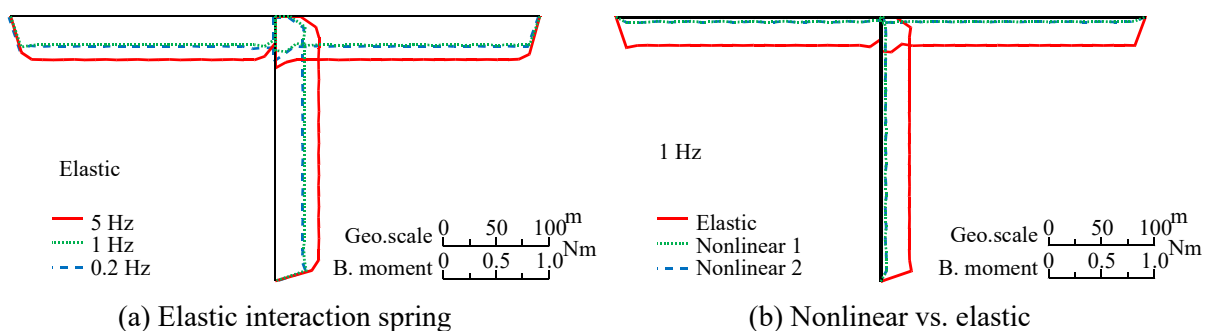 Elastic
5 Hz
1 Hz
0.2 Hz
Geo.scale 0 50 100 m
B. moment 0 0.5 1.0 Nm
(a) Elastic interaction spring
1 Hz
Elastic
Nonlinear 1
Nonlinear 2
Geo.scale 0 50 100 m
B. moment 0 0.5 1.0 Nm
(b) Nonlinear vs. elastic